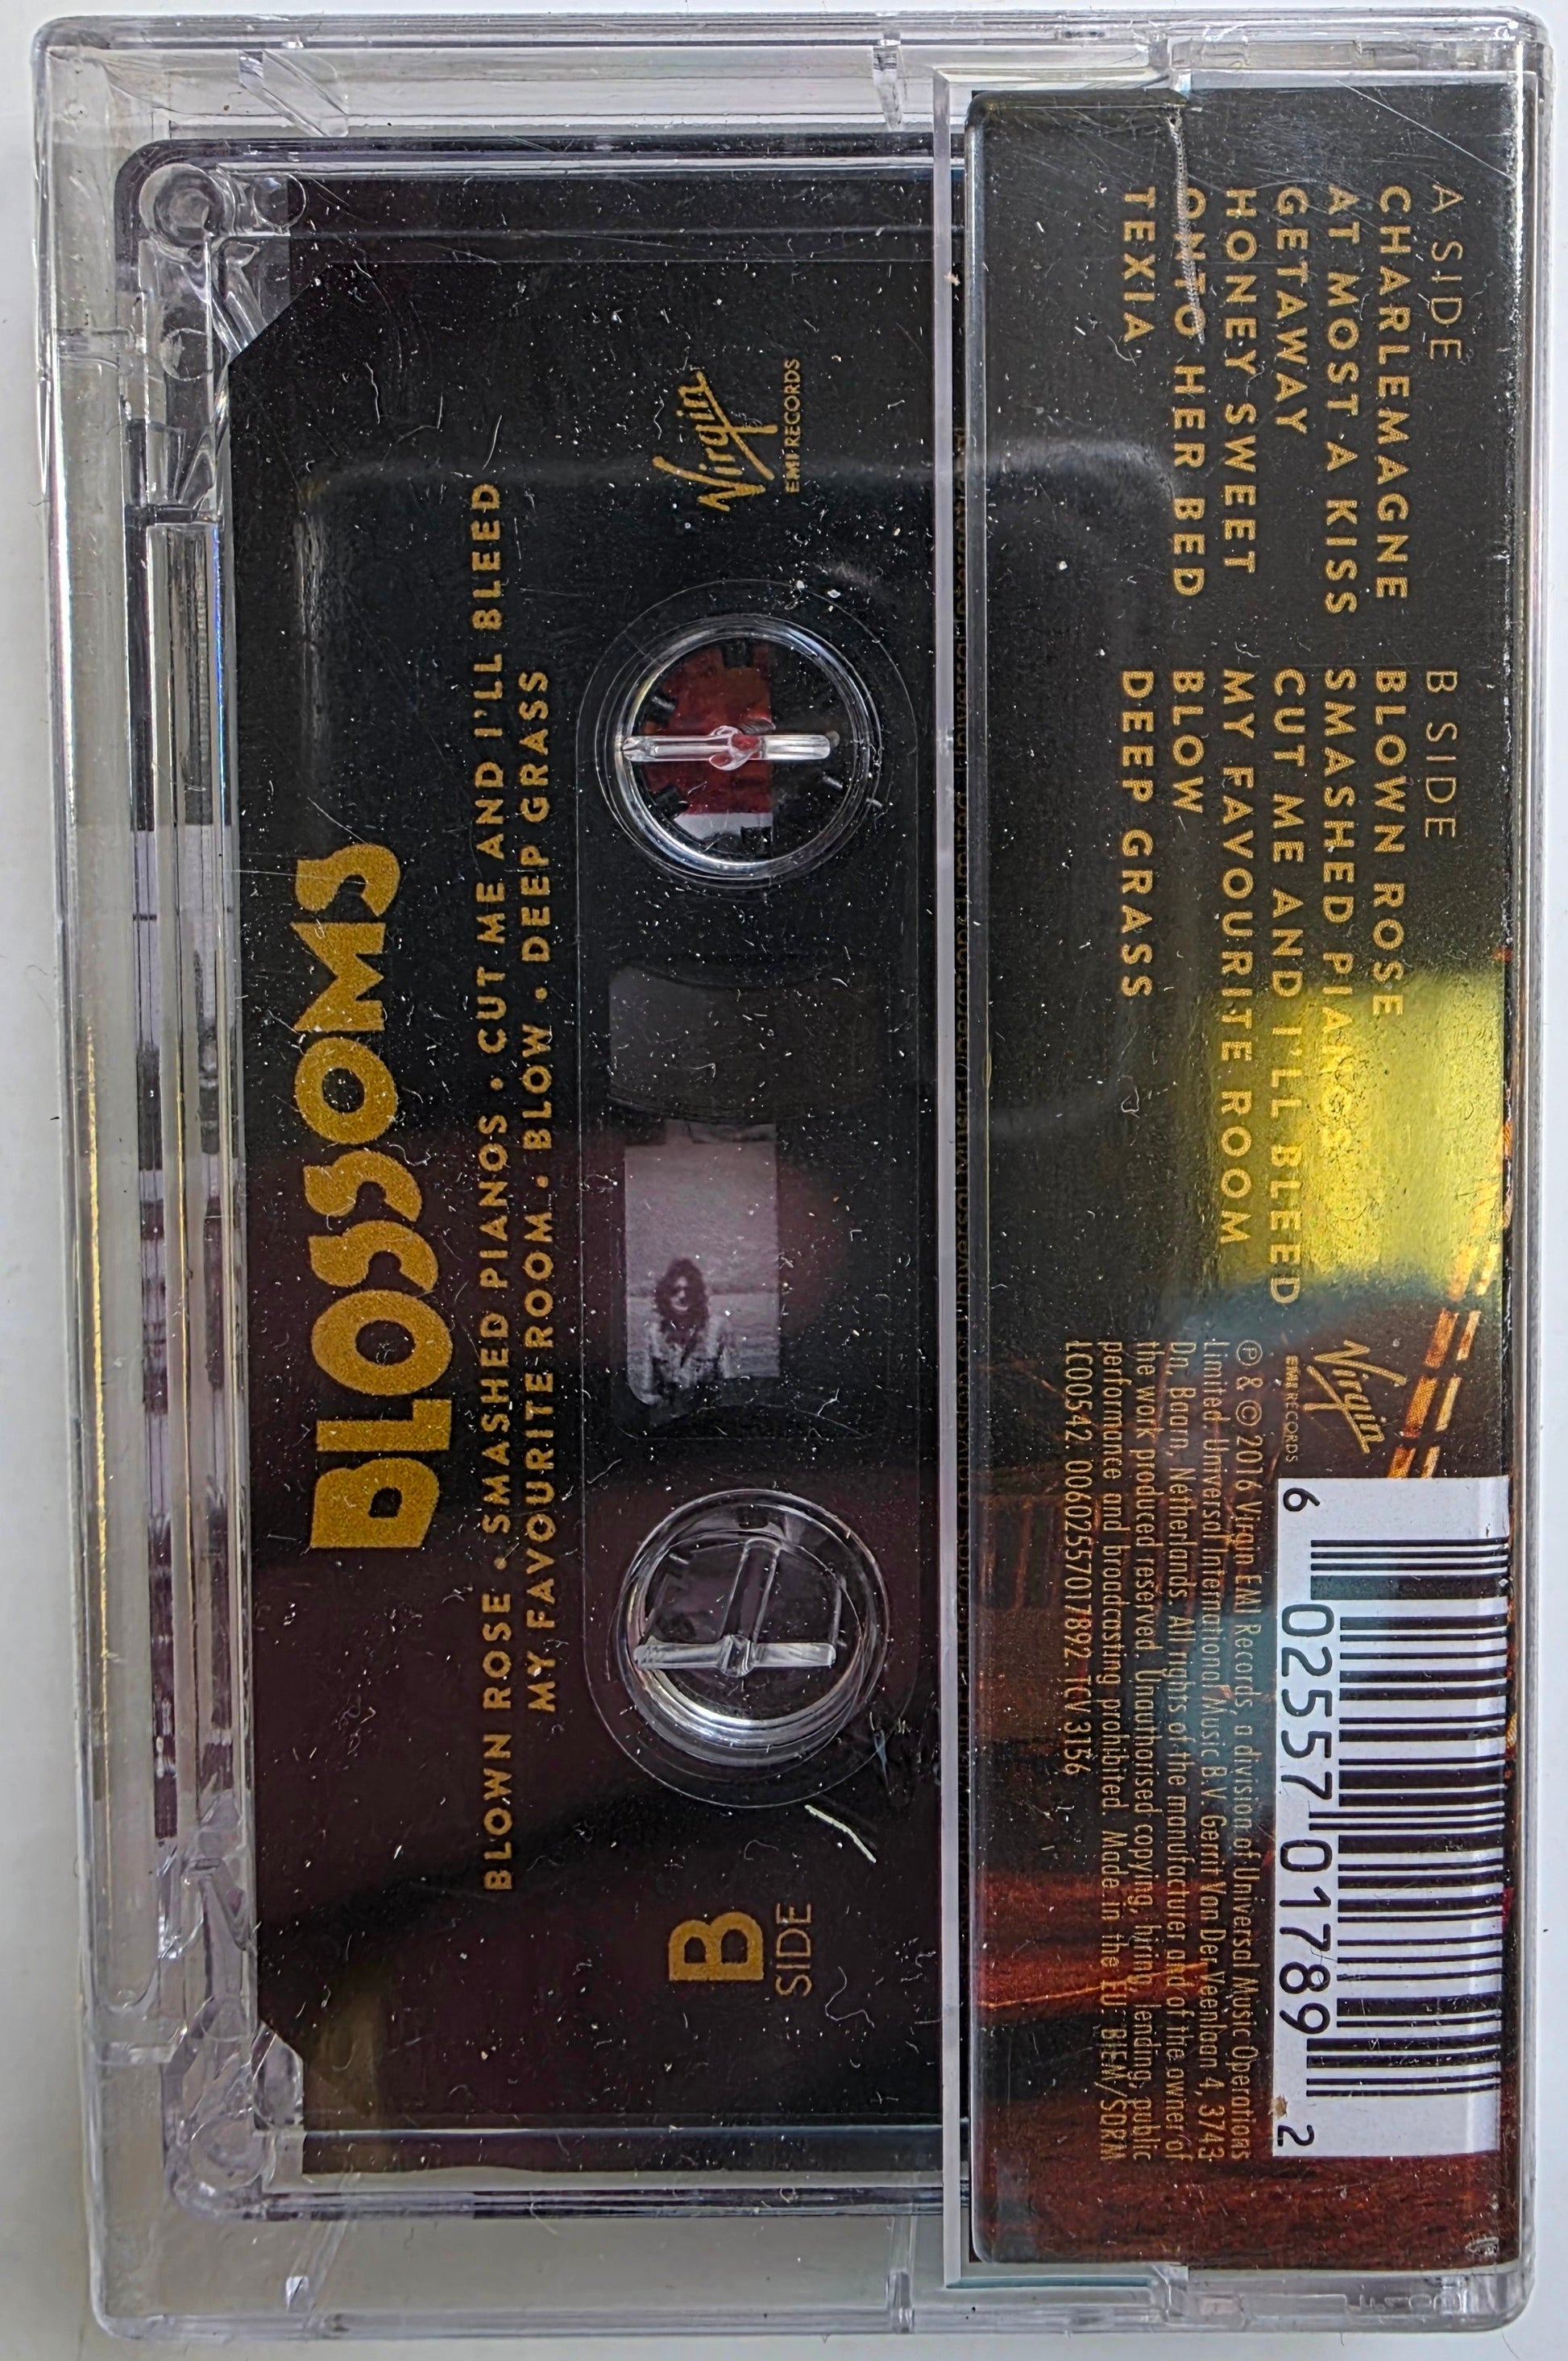 A SIDE
CHARLEMAGNE
AT MOST A KISS
GETAWAY
HONEY SWEET
ONTO HER BED
TEXIA
B SIDE
BLOWN ROSE
SMASHED PIANOS
CUT ME AND I'LL BLEED
MY FAVOURITE ROOM
BLOW
DEEP GRASS
Virgin
EMI RECORDS
℗ & © 2016 Virgin EMI Records, a division of Universal Music Operations
Limited. Universal International Music B.V. Gerrit Van Der Veenlaan 4, 3743
Dn, Baarn, Netherlands. All rights of the manufacturer and of the owner of
the work produced reserved. Unauthorised copying, hiring, lending, public
performance and broadcasting prohibited. Made in the EU. BIEM/SDRM
LC00542. 00602557017892. TCV 3156
6 02557 01789 2
BLOSSOMS
BLOWN ROSE • SMASHED PIANOS • CUT ME AND I'LL BLEED
MY FAVOURITE ROOM • BLOW • DEEP GRASS
Virgin
EMI RECORDS
B
SIDE